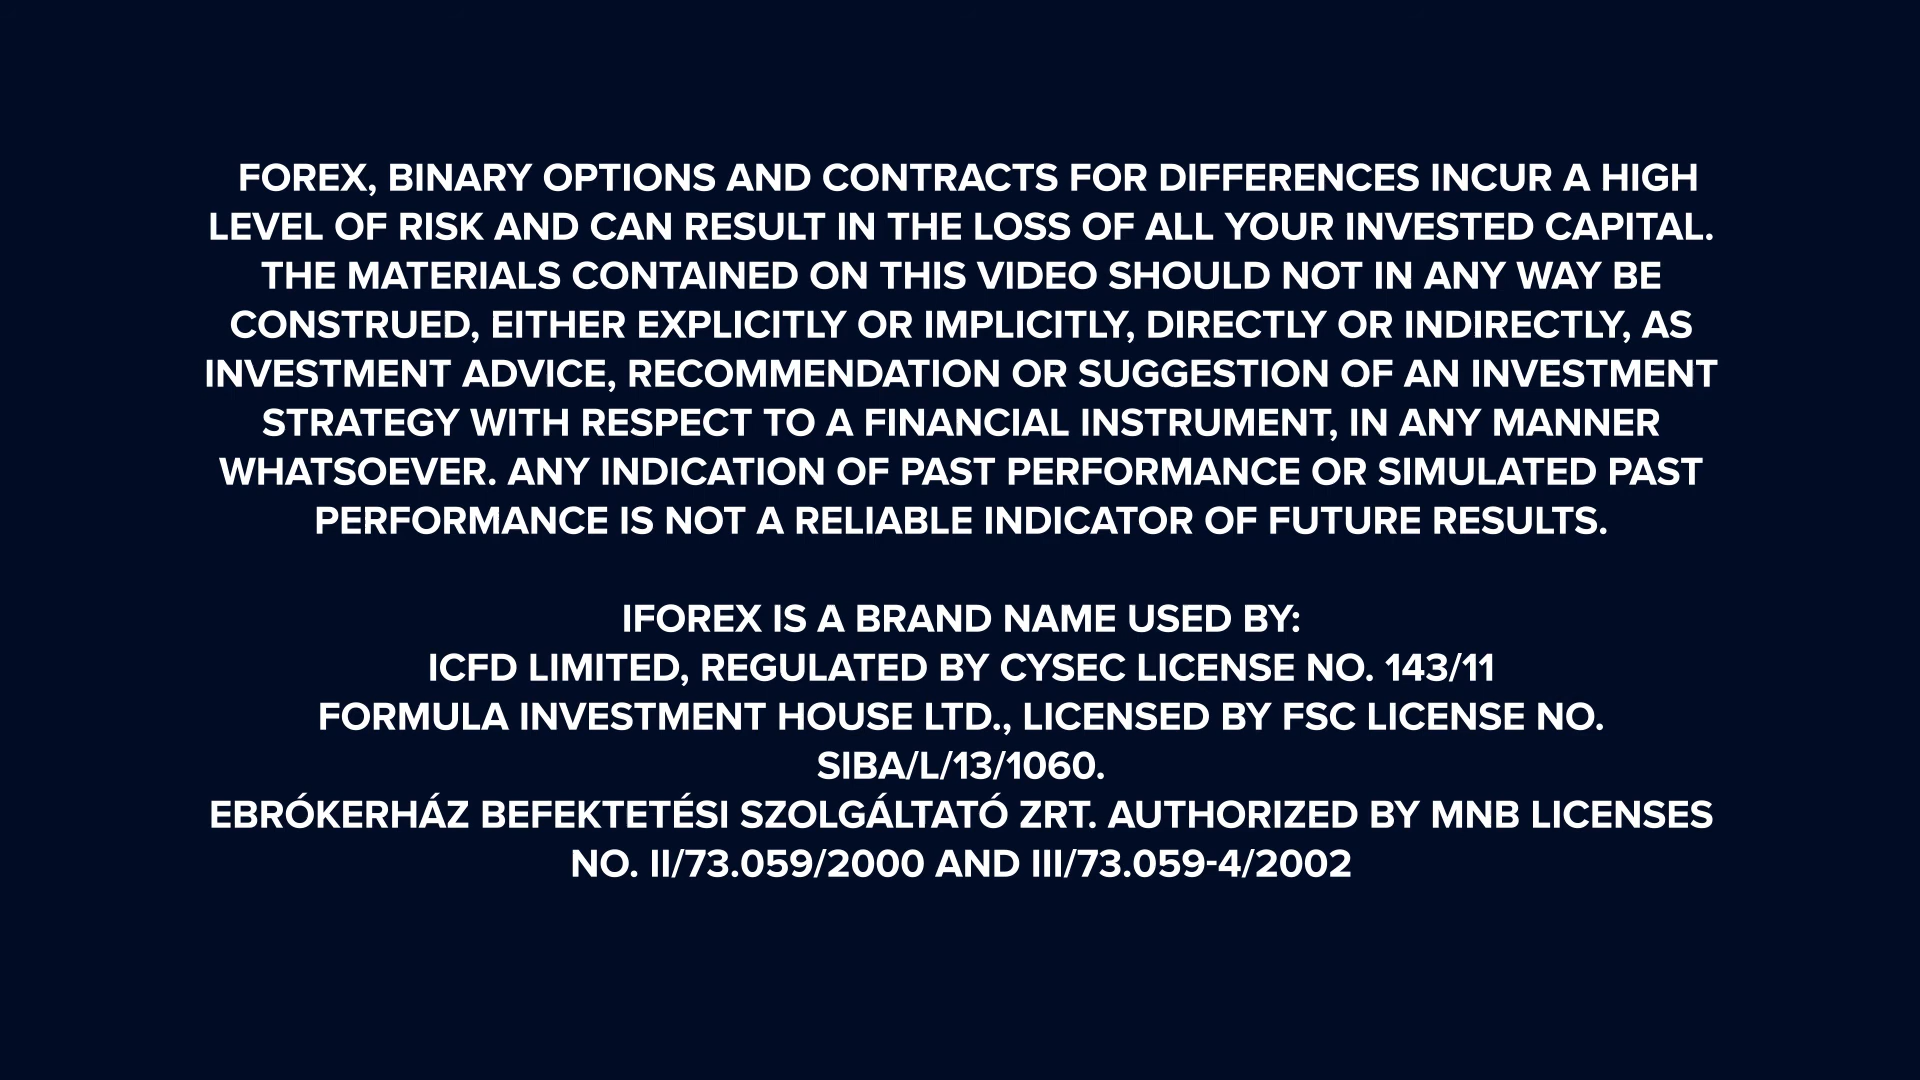 FOREX, BINARY OPTIONS AND CONTRACTS FOR DIFFERENCES INCUR A HIGH
LEVEL OF RISK AND CAN RESULT IN THE LOSS OF ALL YOUR INVESTED CAPITAL.
THE MATERIALS CONTAINED ON THIS VIDEO SHOULD NOT IN ANY WAY BE
CONSTRUED, EITHER EXPLICITLY OR IMPLICITLY, DIRECTLY OR INDIRECTLY, AS
INVESTMENT ADVICE, RECOMMENDATION OR SUGGESTION OF AN INVESTMENT
STRATEGY WITH RESPECT TO A FINANCIAL INSTRUMENT, IN ANY MANNER
WHATSOEVER. ANY INDICATION OF PAST PERFORMANCE OR SIMULATED PAST
PERFORMANCE IS NOT A RELIABLE INDICATOR OF FUTURE RESULTS.
IFOREX IS A BRAND NAME USED BY:
ICFD LIMITED, REGULATED BY CYSEC LICENSE NO. 143/11
FORMULA INVESTMENT HOUSE LTD., LICENSED BY FSC LICENSE NO.
SIBA/L/13/1060.
EBRÓKERHÁZ BEFEKTETÉSI SZOLGÁLTATÓ ZRT. AUTHORIZED BY MNB LICENSES
NO. II/73.059/2000 AND III/73.059-4/2002